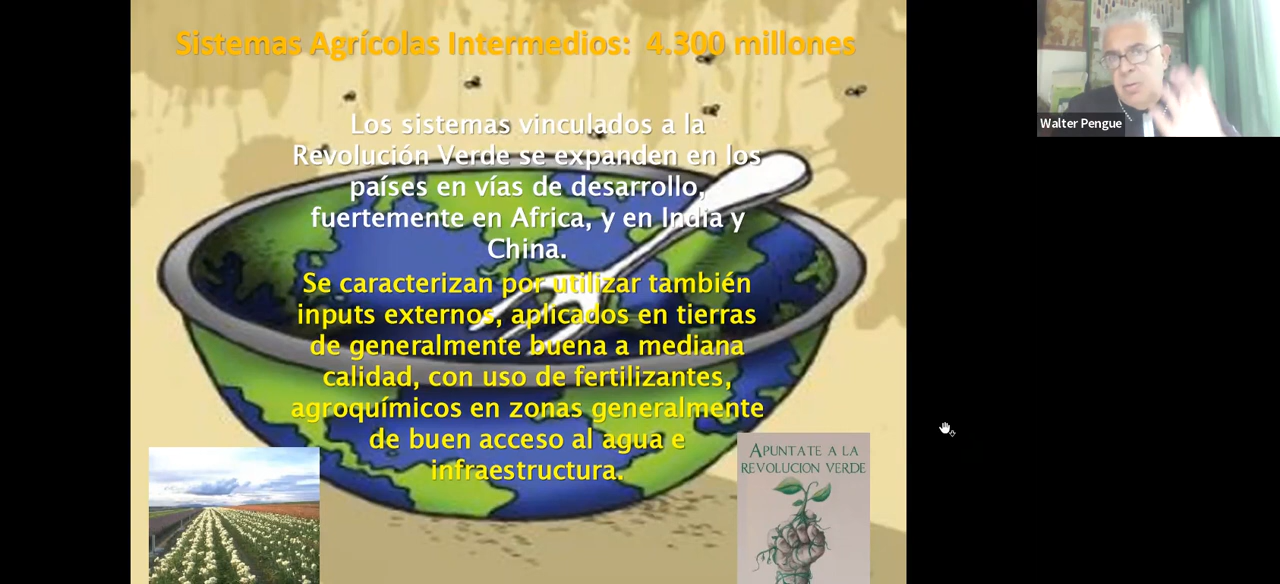 Sistemas Agrícolas Intermedios: 4.300 millones
Los sistemas vinculados a la
Revolución Verde se expanden en los
países en vías de desarrollo,
fuertemente en Africa, y en India y
China.
Se caracterizan por utilizar también
inputs externos, aplicados en tierras
de generalmente buena a mediana
calidad, con uso de fertilizantes,
agroquímicos en zonas generalmente
de buen acceso al agua e
infraestructura.
APUNTATE A LA
REVOLUCION VERDE
Walter Pengue